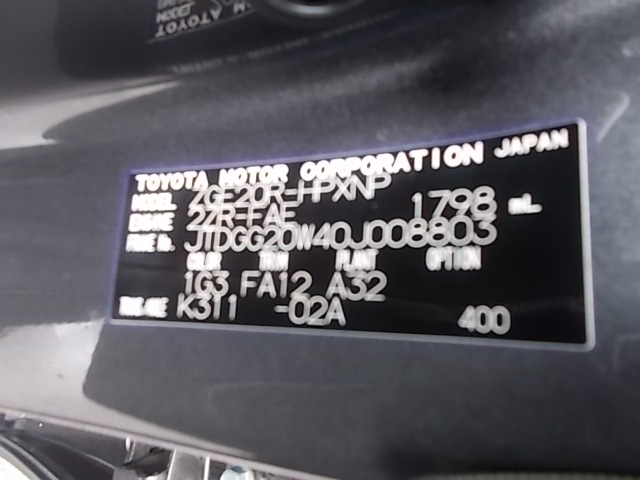 TOYOTA MOTOR CORPORATION JAPAN
MODEL ZGE20R-HPXNP
ENGINE 2ZR-FAE 1798 mL
FRAME No. JTDGG20W40J008803
COLOR TRIM PLANT OPTION
1G3 FA12 A32
TRANS./AXLE K311 -02A 400